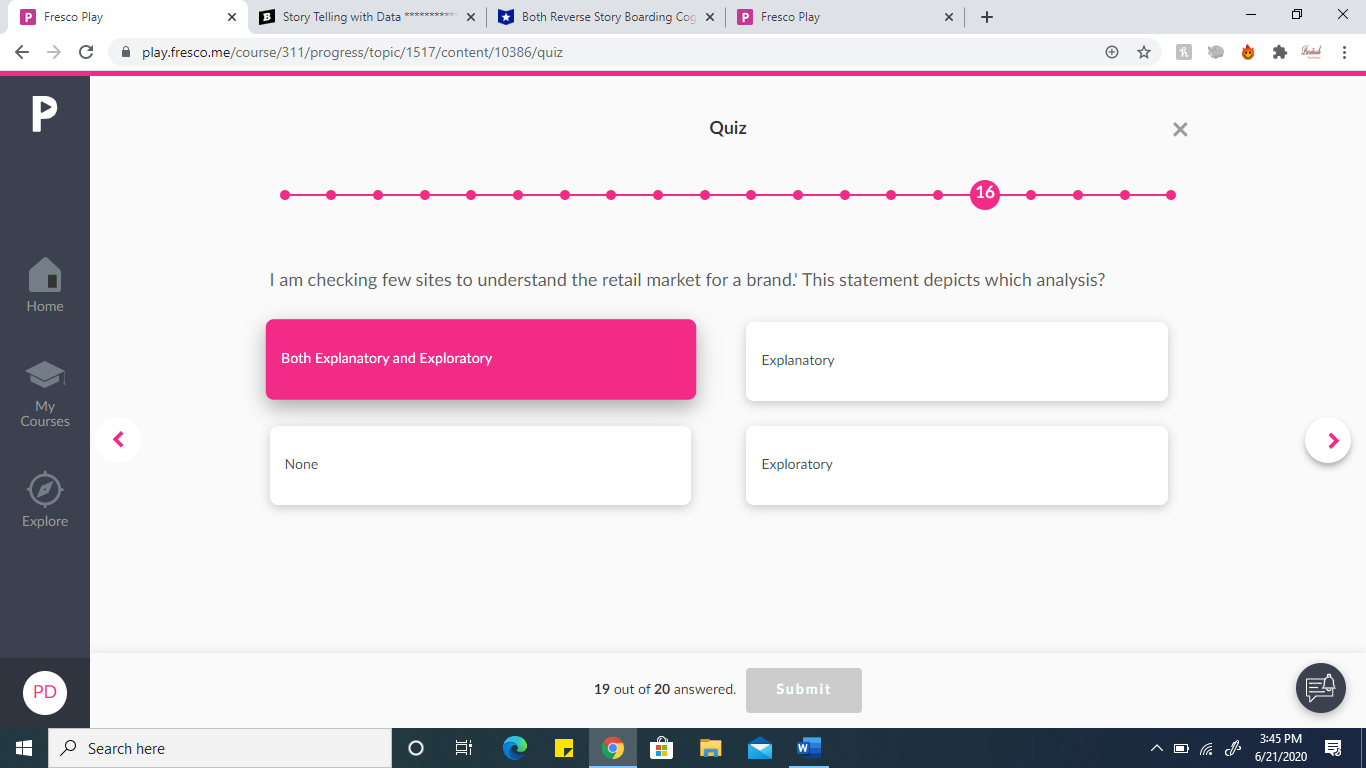 Fresco Play
Story Telling with Data
Both Reverse Story Boarding Cog
Fresco Play
play.fresco.me/course/311/progress/topic/1517/content/10386/quiz
P
Quiz
16
I am checking few sites to understand the retail market for a brand.' This statement depicts which analysis?
Both Explanatory and Exploratory
Explanatory
None
Exploratory
Home
My
Courses
Explore
PD
19 out of 20 answered.
Submit
Search here
3:45 PM
6/21/2020